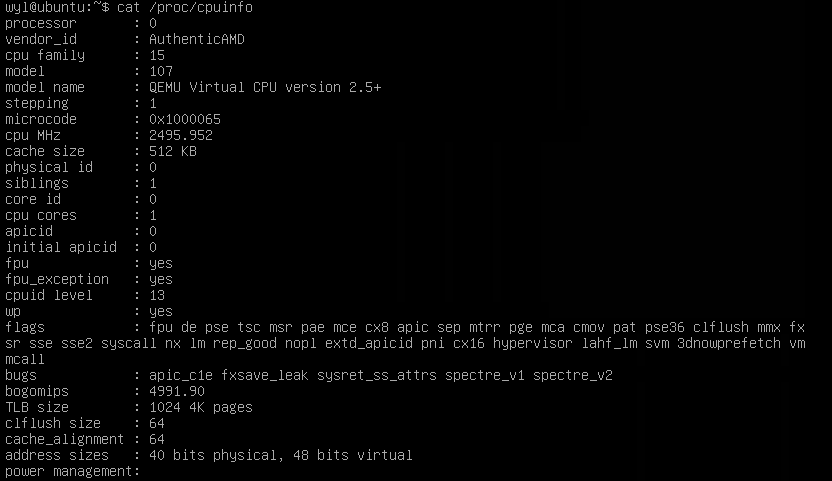 wyl@ubuntu:~$ cat /proc/cpuinfo
processor : 0
vendor_id : AuthenticAMD
cpu family : 15
model : 107
model name : QEMU Virtual CPU version 2.5+
stepping : 1
microcode : 0x1000065
cpu MHz : 2495.952
cache size : 512 KB
physical id : 0
siblings : 1
core id : 0
cpu cores : 1
apicid : 0
initial apicid : 0
fpu : yes
fpu_exception : yes
cpuid level : 13
wp : yes
flags : fpu de pse tsc msr pae mce cx8 apic sep mtrr pge mca cmov pat pse36 clflush mmx fx
sr sse sse2 syscall nx lm rep_good nopl extd_apicid pni cx16 hypervisor lahf_lm svm 3dnowprefetch vm
mcall
bugs : apic_c1e fxsave_leak sysret_ss_attrs spectre_v1 spectre_v2
bogomips : 4991.90
TLB size : 1024 4K pages
clflush size : 64
cache_alignment : 64
address sizes : 40 bits physical, 48 bits virtual
power management: